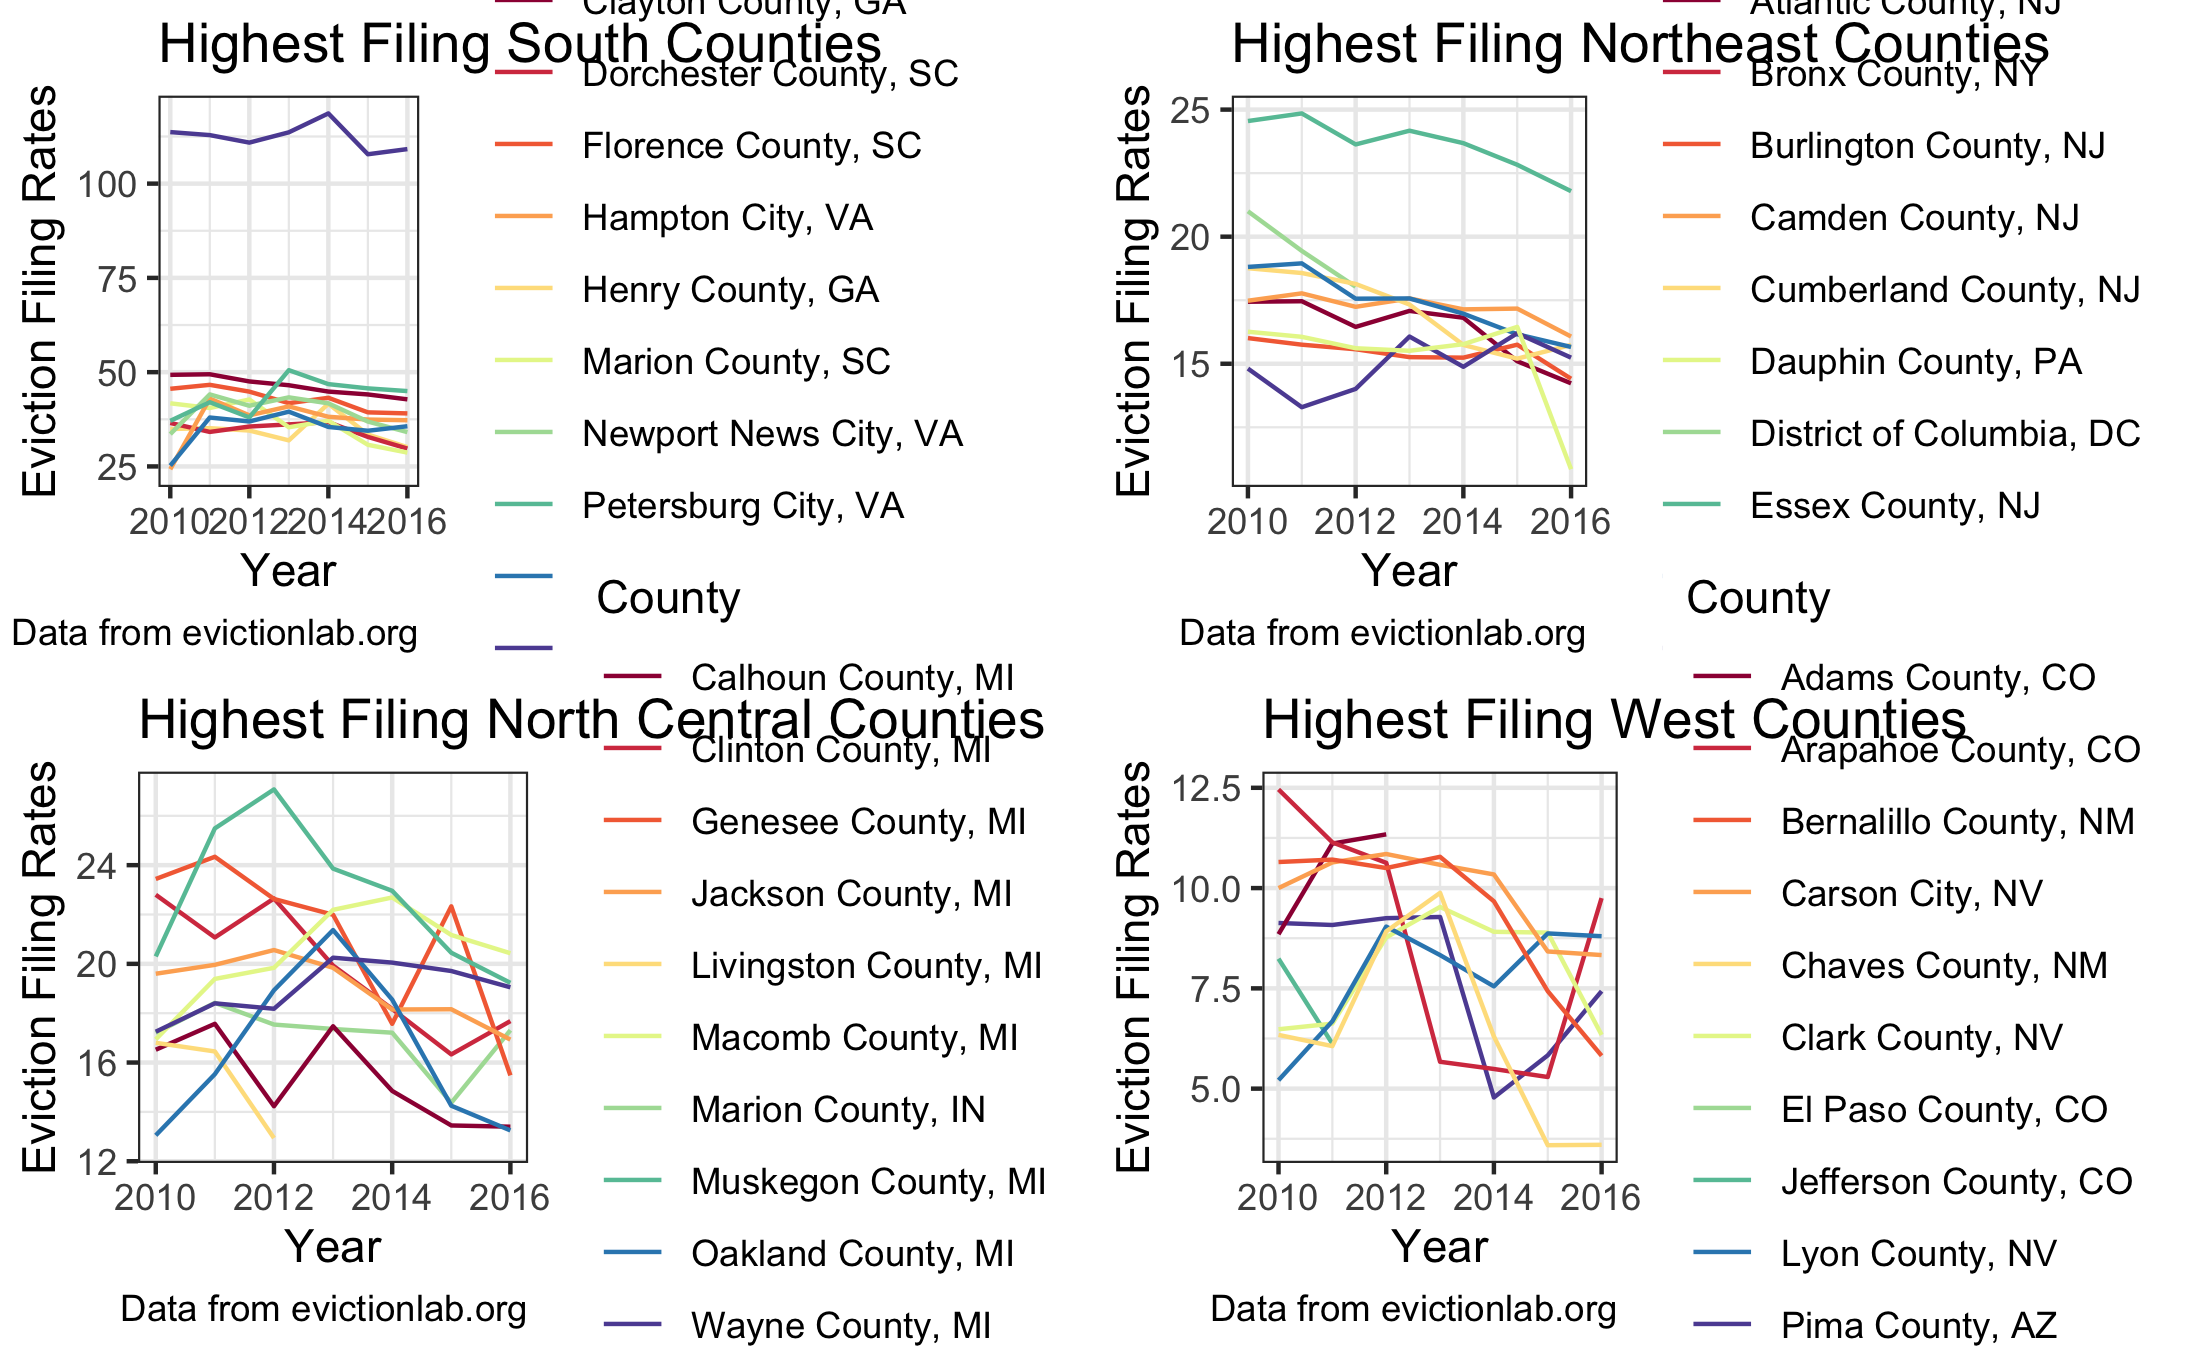 Clayton County, GA
Highest Filing South Counties
Dorchester County, SC
Florence County, SC
Hampton City, VA
Henry County, GA
Marion County, SC
Newport News City, VA
Petersburg City, VA
Eviction Filing Rates
100
75
50
25
2010 2012 2014 2016
Year
Data from evictionlab.org
Atlantic County, NJ
Highest Filing Northeast Counties
Bronx County, NY
Burlington County, NJ
Camden County, NJ
Cumberland County, NJ
Dauphin County, PA
District of Columbia, DC
Essex County, NJ
Eviction Filing Rates
25
20
15
2010 2012 2014 2016
Year
Data from evictionlab.org
County
Calhoun County, MI
Highest Filing North Central Counties
Clinton County, MI
Genesee County, MI
Jackson County, MI
Livingston County, MI
Macomb County, MI
Marion County, IN
Muskegon County, MI
Oakland County, MI
Wayne County, MI
Eviction Filing Rates
24
20
16
12
2010 2012 2014 2016
Year
Data from evictionlab.org
County
Adams County, CO
Highest Filing West Counties
Arapahoe County, CO
Bernalillo County, NM
Carson City, NV
Chaves County, NM
Clark County, NV
El Paso County, CO
Jefferson County, CO
Lyon County, NV
Pima County, AZ
Eviction Filing Rates
12.5
10.0
7.5
5.0
2010 2012 2014 2016
Year
Data from evictionlab.org